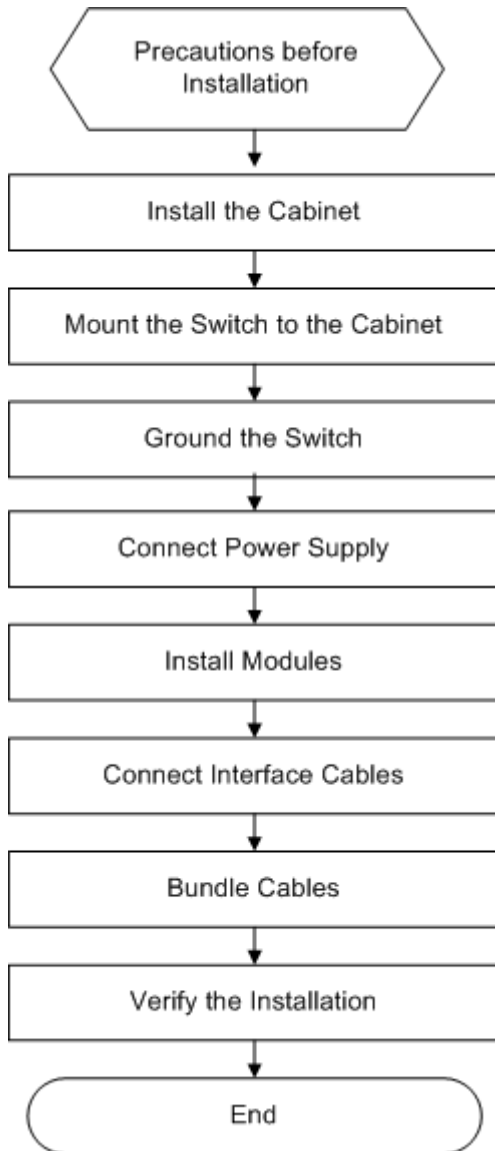 Precautions before
Installation
Install the Cabinet
Mount the Switch to the Cabinet
Ground the Switch
Connect Power Supply
Install Modules
Connect Interface Cables
Bundle Cables
Verify the Installation
End